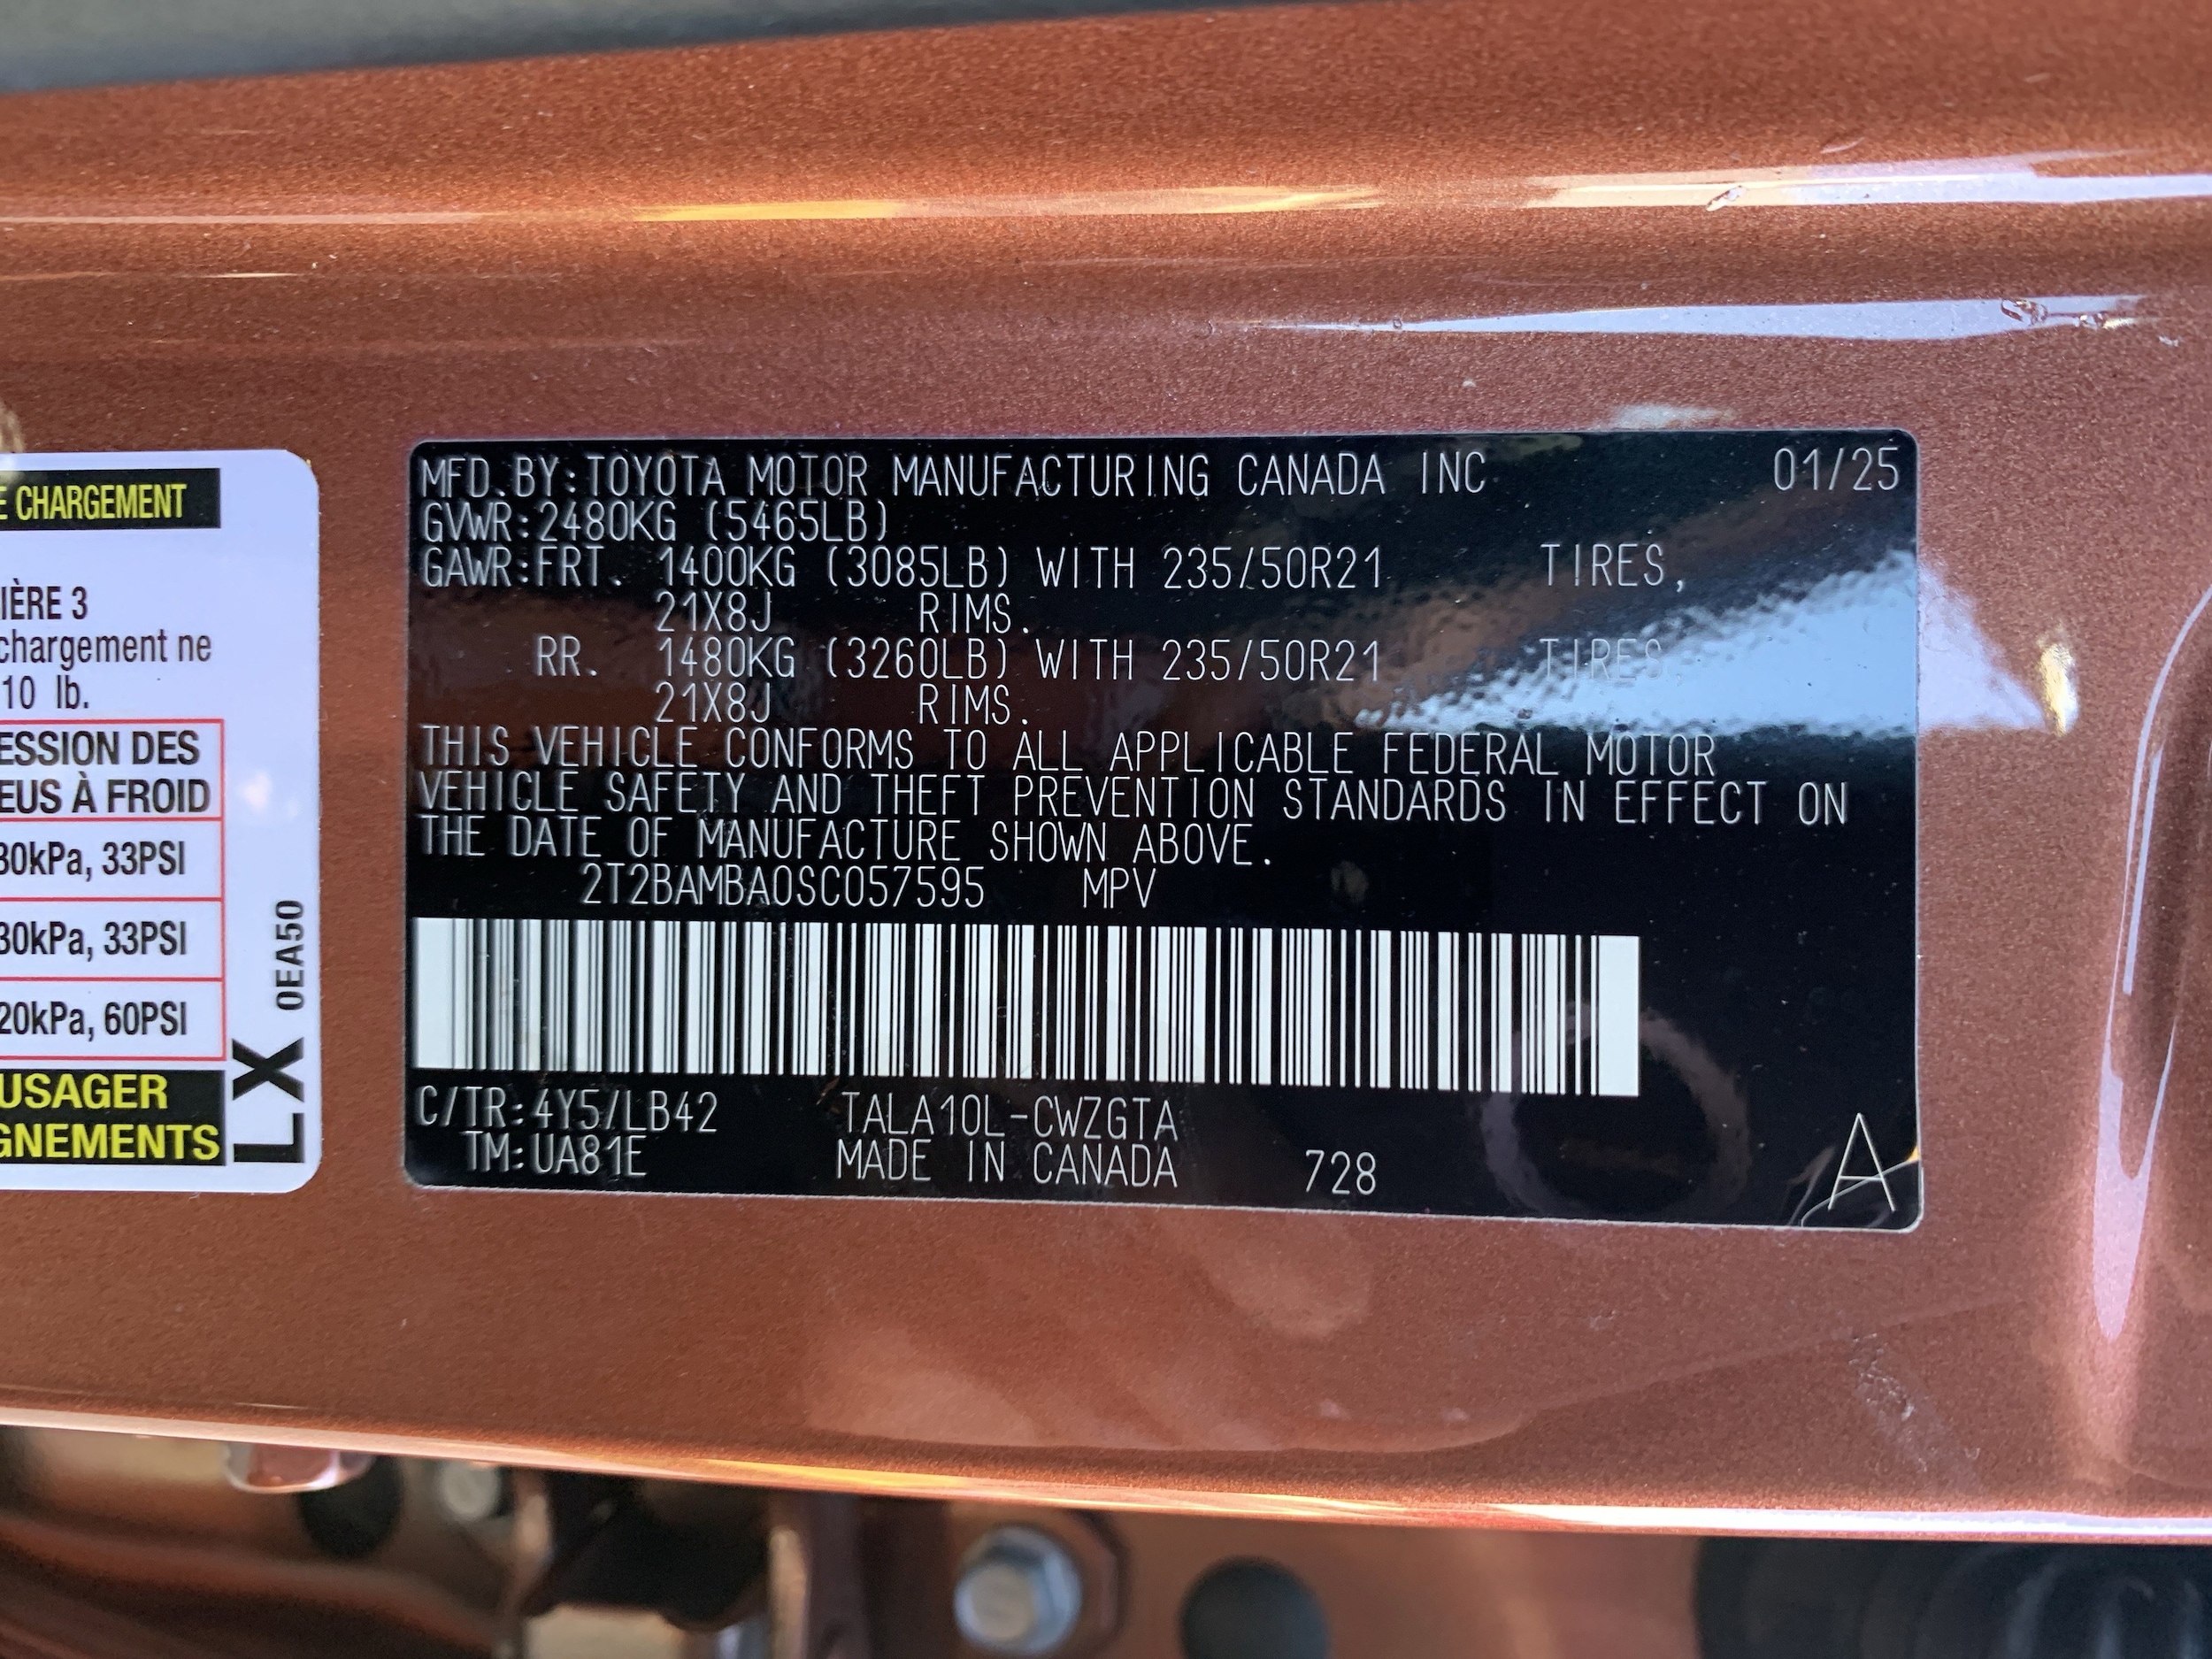 E CHARGEMENT
IÈRE 3
chargement ne
10 lb.
ESSION DES
EUS À FROID
30kPa, 33PSI
30kPa, 33PSI
20kPa, 60PSI
USAGER
GNEMENTS
LX 0EA50
MFD.BY:TOYOTA MOTOR MANUFACTURING CANADA INC 01/25
GVWR:2480KG (5465LB)
GAWR:FRT. 1400KG (3085LB) WITH 235/50R21 TIRES,
21X8J RIMS.
RR. 1480KG (3260LB) WITH 235/50R21 TIRES,
21X8J RIMS.
THIS VEHICLE CONFORMS TO ALL APPLICABLE FEDERAL MOTOR
VEHICLE SAFETY AND THEFT PREVENTION STANDARDS IN EFFECT ON
THE DATE OF MANUFACTURE SHOWN ABOVE.
2T2BAMBA0SC057595 MPV
C/TR:4Y5/LB42 TALA10L-CWZGTA
TM:UA81E MADE IN CANADA 728
A